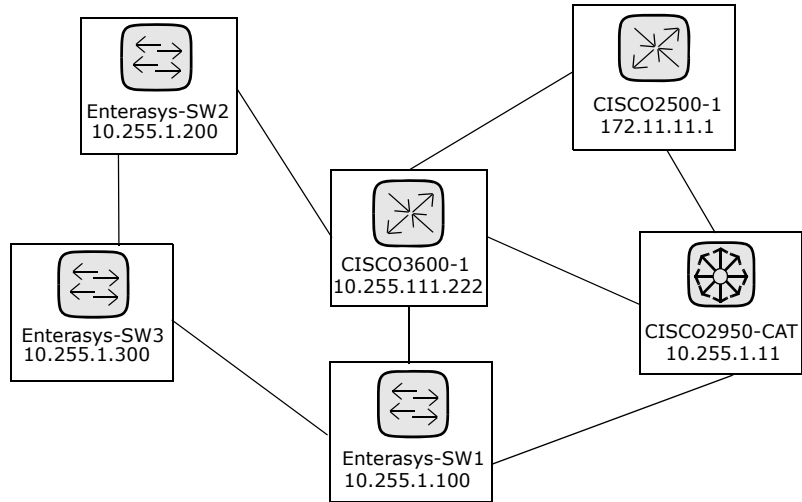 Enterasys-SW2
10.255.1.200
CISCO2500-1
172.11.11.1
CISCO3600-1
10.255.111.222
Enterasys-SW3
10.255.1.300
CISCO2950-CAT
10.255.1.11
Enterasys-SW1
10.255.1.100